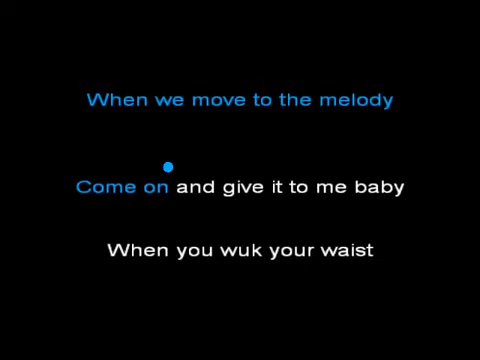 When we move to the melody
Come on and give it to me baby
When you wuk your waist